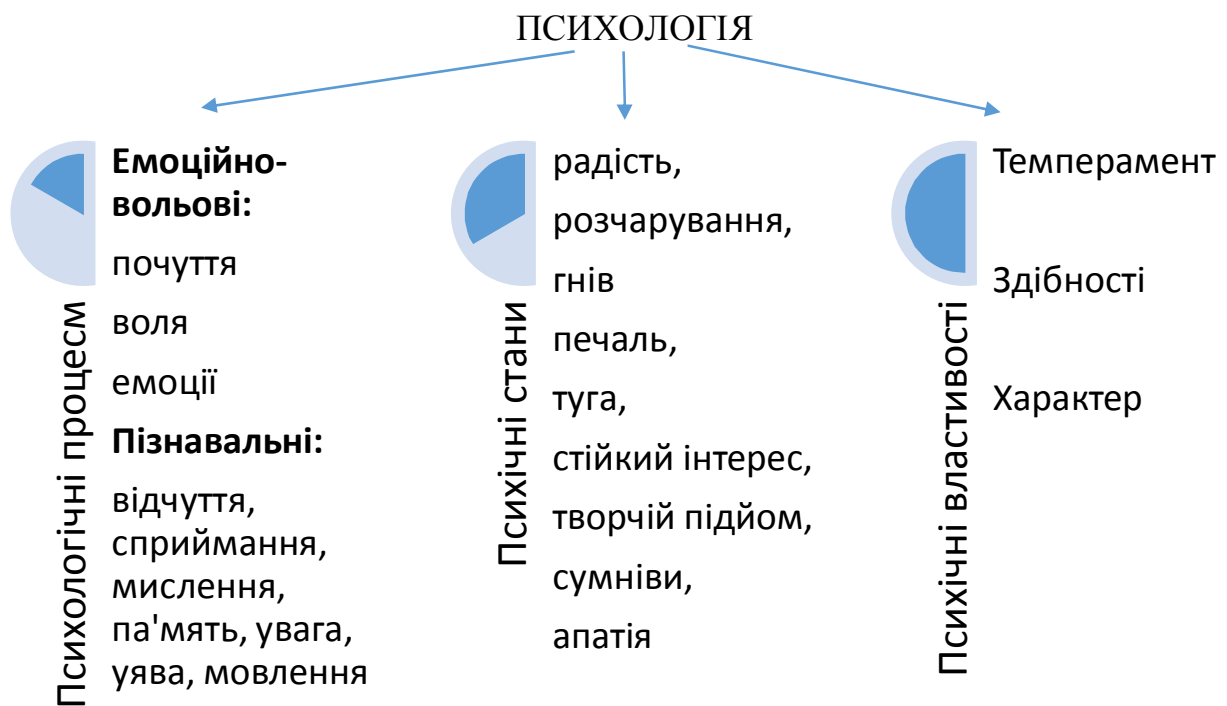 ПСИХОЛОГІЯ
Психологічні процесм
Емоційно-
вольові:
почуття
воля
емоції
Пізнавальні:
відчуття,
сприймання,
мислення,
па'мять, увага,
уява, мовлення
Психічні стани
радість,
розчарування,
гнів
печаль,
туга,
стійкий інтерес,
творчій підйом,
сумніви,
апатія
Психічні властивості
Темперамент
Здібності
Характер